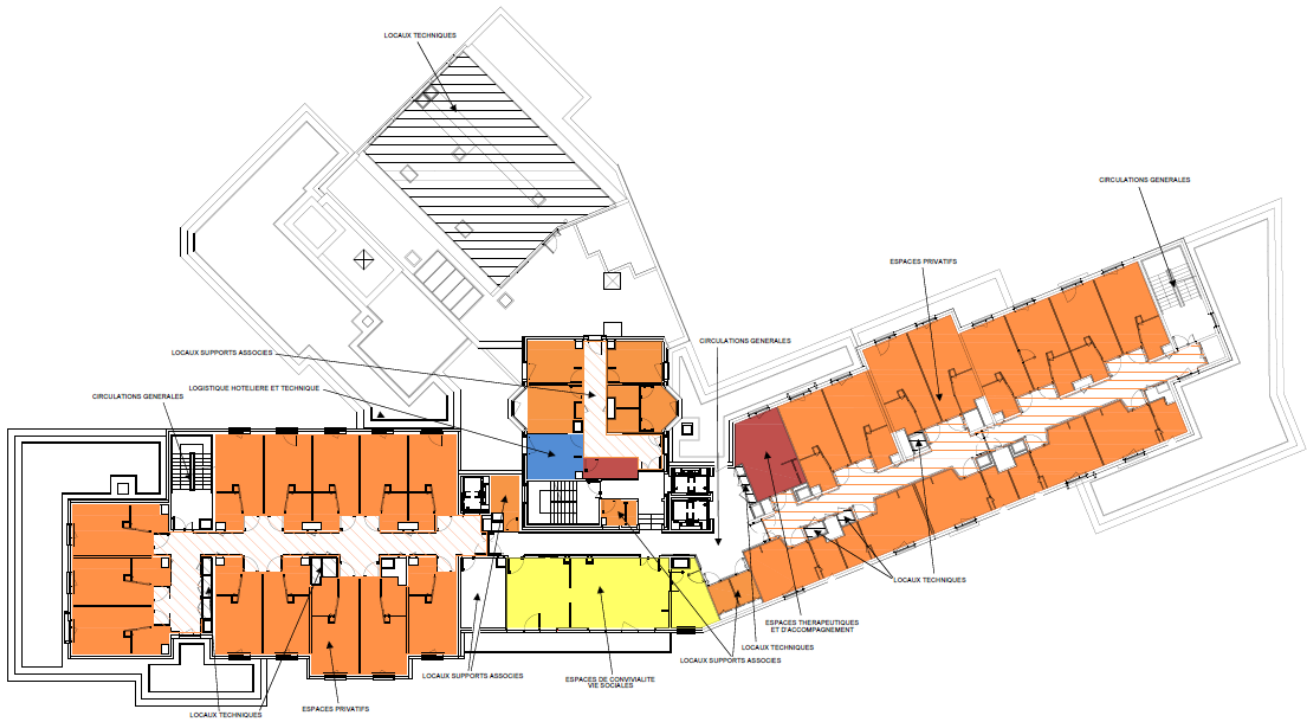 LOCAUX TECHNIQUES
CIRCULATIONS GENERALES
ESPACES PRIVATIFS
CIRCULATIONS GENERALES
LOCAUX SUPPORTS ASSOCIES
LOGISTIQUE HOTELIERE ET TECHNIQUE
CIRCULATIONS GENERALES
LOCAUX TECHNIQUES
ESPACES THERAPEUTIQUES
ET D'ACCOMPAGNEMENT
LOCAUX TECHNIQUES
LOCAUX SUPPORTS ASSOCIES
LOCAUX SUPPORTS ASSOCIES
ESPACES DE CONVIVIALITE
VIE SOCIALES
ESPACES PRIVATIFS
LOCAUX TECHNIQUES